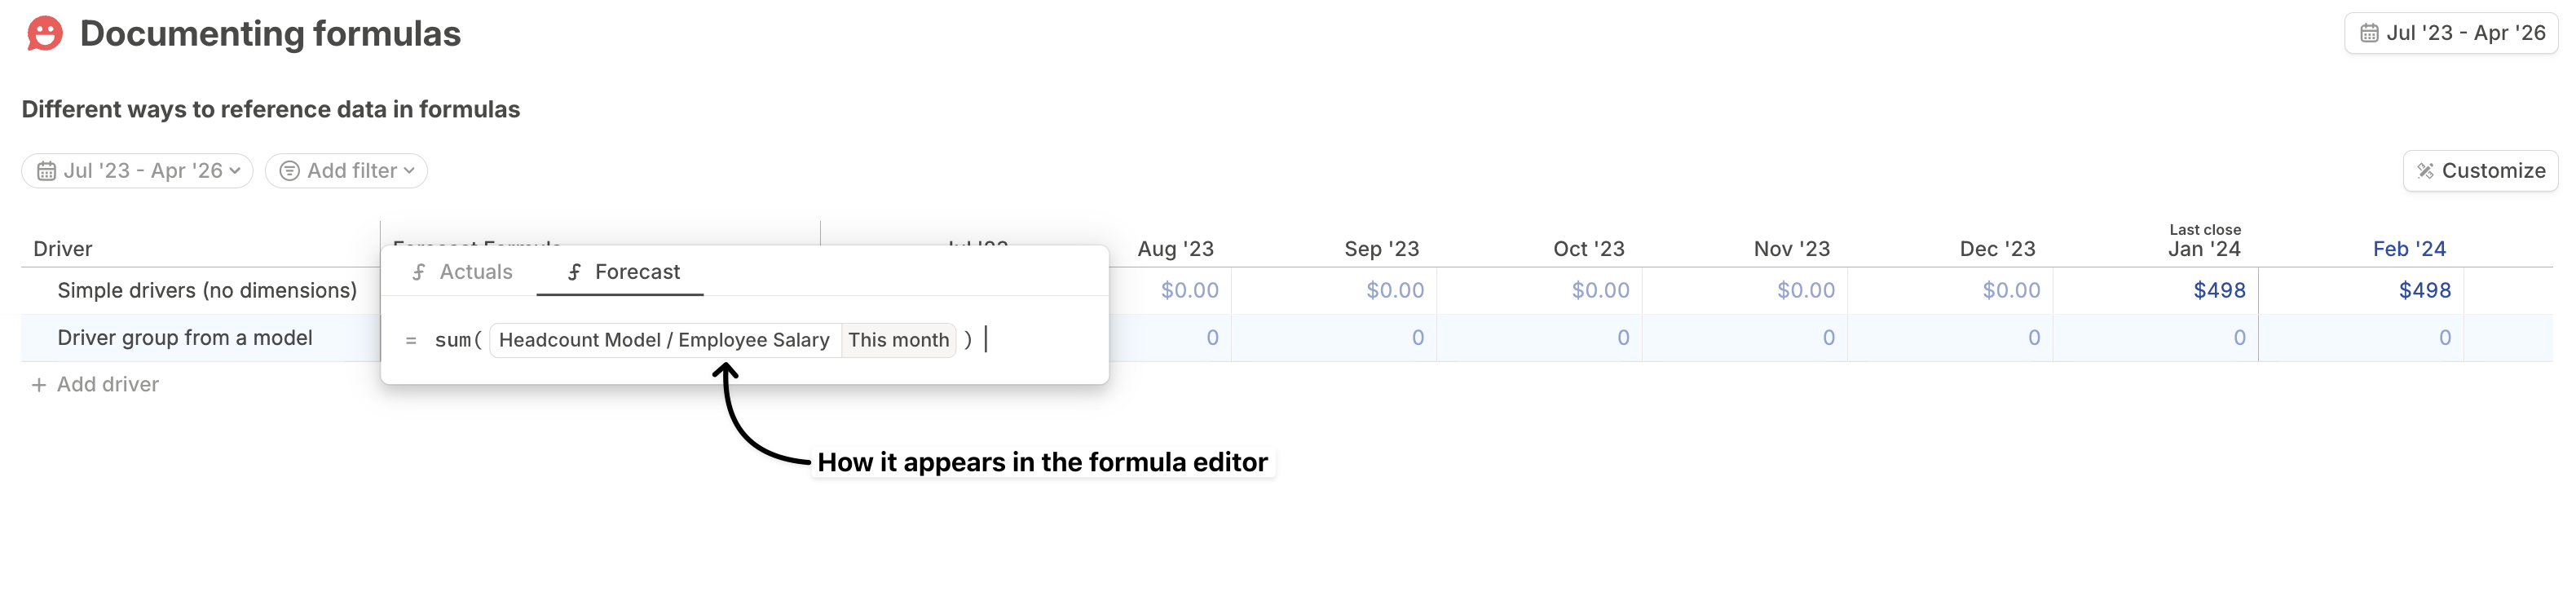 Documenting formulas
Jul '23 - Apr '26
Different ways to reference data in formulas
Jul '23 - Apr '26 Add filter
Customize
Last close
Driver Aug '23 Sep '23 Oct '23 Nov '23 Dec '23 Jan '24 Feb '24
Actuals Forecast
Simple drivers (no dimensions) $0.00 $0.00 $0.00 $0.00 $0.00 $498 $498
Driver group from a model 0 0 0 0 0 0 0
= sum( Headcount Model / Employee Salary This month )
+ Add driver
How it appears in the formula editor